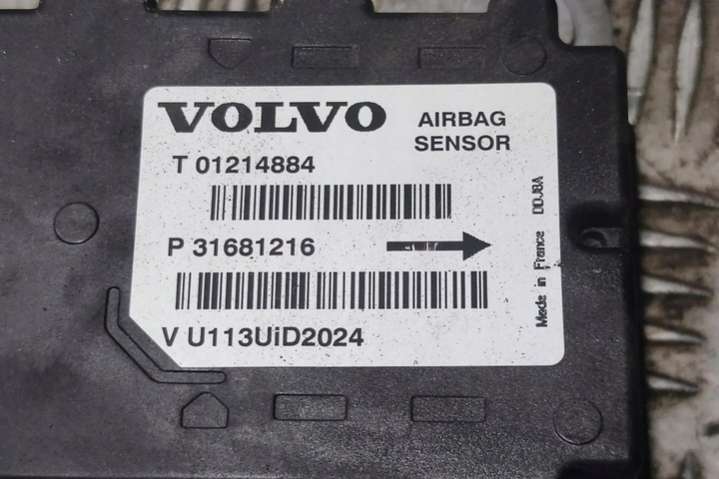 VOLVO
AIRBAG
SENSOR
T 01214884
P 31681216
V U113UiD2024
Made in France DDJ8A